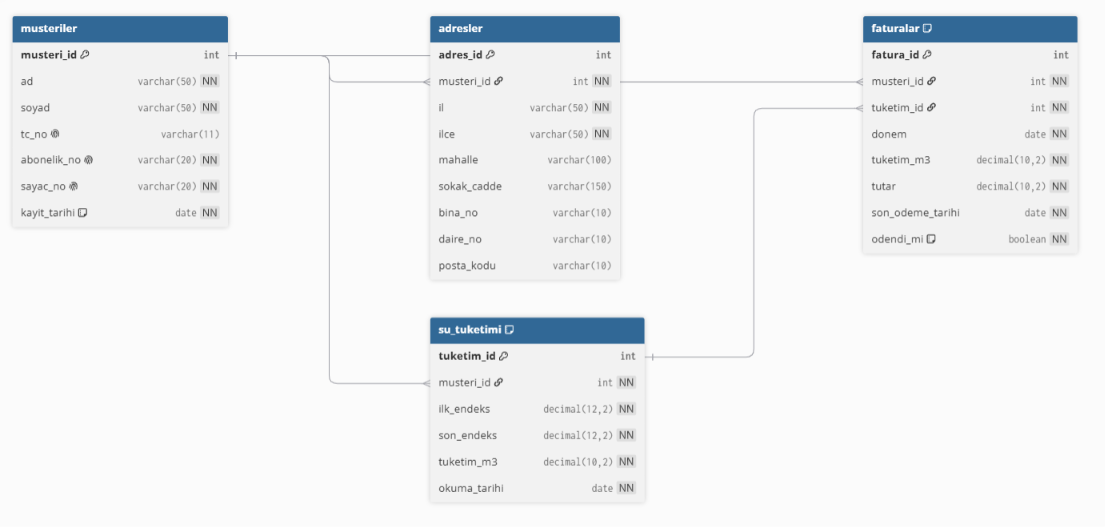 musteriler
musteri_id int
ad varchar(50) NN
soyad varchar(50) NN
tc_no varchar(11)
abonelik_no varchar(20) NN
sayac_no varchar(20) NN
kayit_tarihi date NN
adresler
adres_id int
musteri_id int NN
il varchar(50) NN
ilce varchar(50) NN
mahalle varchar(100)
sokak_cadde varchar(150)
bina_no varchar(10)
daire_no varchar(10)
posta_kodu varchar(10)
faturalar
fatura_id int
musteri_id int NN
tuketim_id int NN
donem date NN
tuketim_m3 decimal(10,2) NN
tutar decimal(10,2) NN
son_odeme_tarihi date NN
odendi_mi boolean NN
su_tuketimi
tuketim_id int
musteri_id int NN
ilk_endeks decimal(12,2) NN
son_endeks decimal(12,2) NN
tuketim_m3 decimal(10,2) NN
okuma_tarihi date NN